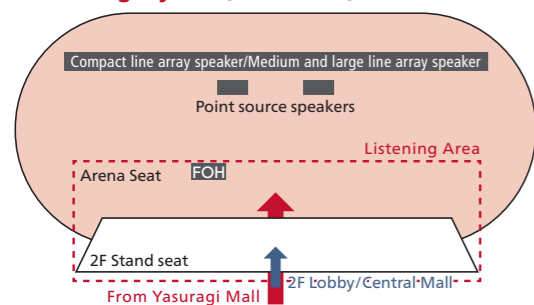 Compact line array speaker/Medium and large line array speaker
Point source speakers
Listening Area
Arena Seat
FOH
2F Stand seat
2F Lobby/Central Mall
From Yasuragi Mall